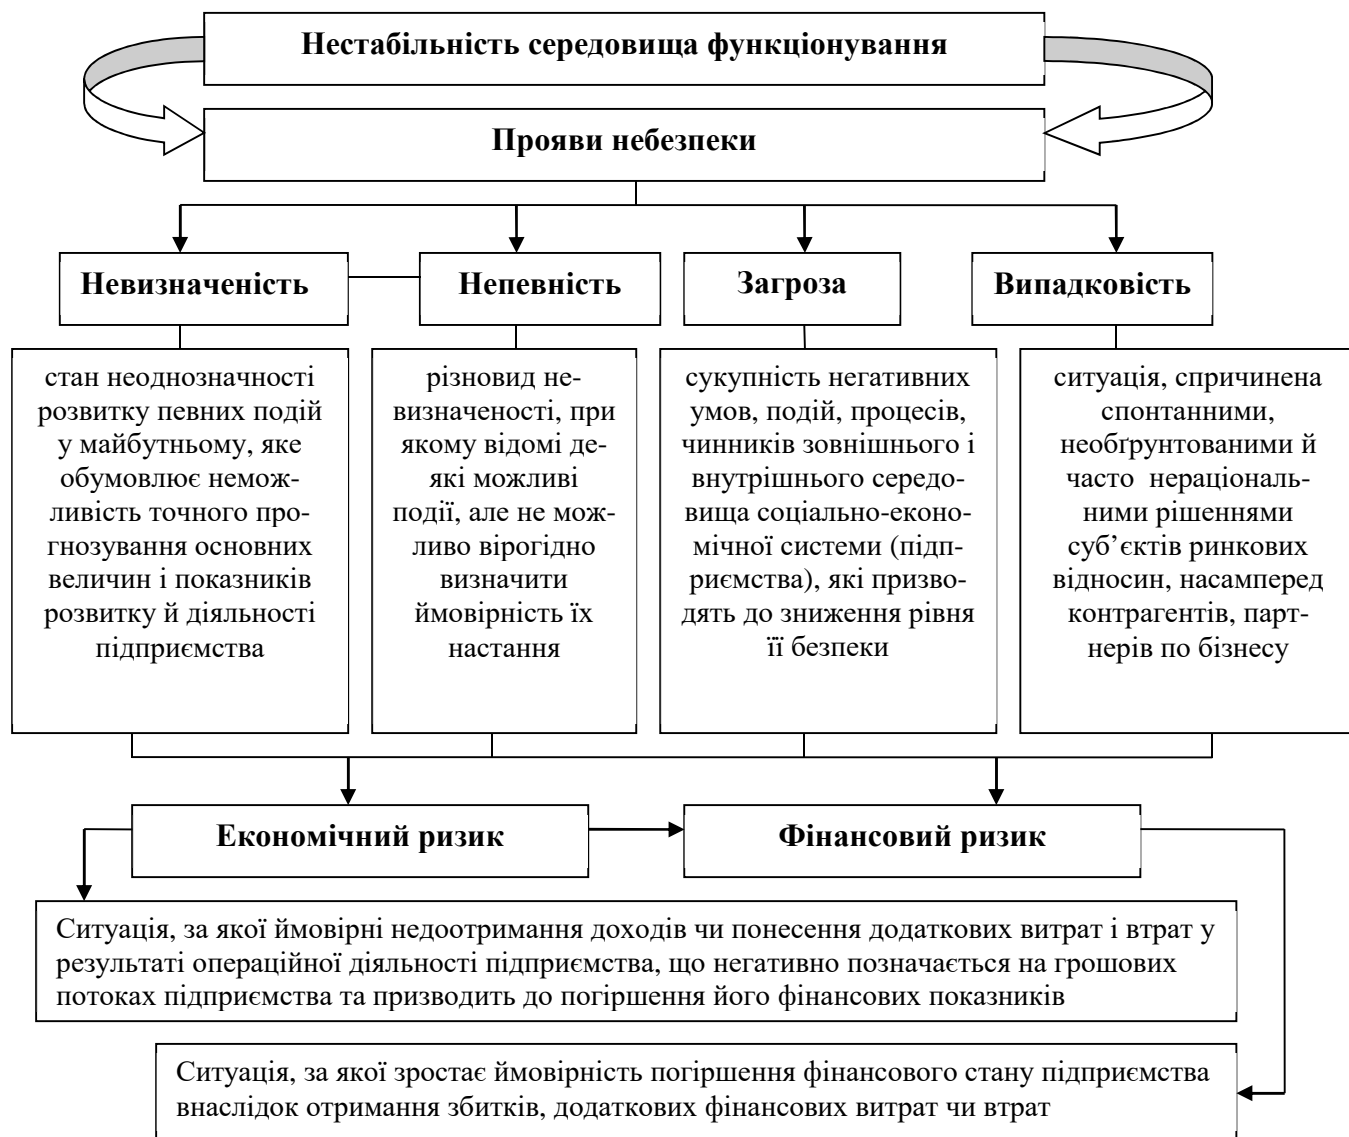 Нестабільність середовища функціонування
Прояви небезпеки
Невизначеність
Непевність
Загроза
Випадковість
стан неоднозначності
розвитку певних подій
у майбутньому, яке
обумовлює немож-
ливість точного про-
гнозування основних
величин і показників
розвитку й діяльності
підприємства
різновид не-
визначеності, при
якому відомі де-
які можливі
події, але не мож-
ливо вірогідно
визначити
ймовірність їх
настання
сукупність негативних
умов, подій, процесів,
чинників зовнішнього і
внутрішнього середо-
вища соціально-еконо-
мічної системи (підп-
риємства), які призво-
дять до зниження рівня
її безпеки
ситуація, спричинена
спонтанними,
необґрунтованими й
часто нераціональ-
ними рішеннями
суб’єктів ринкових
відносин, насамперед
контрагентів, парт-
нерів по бізнесу
Економічний ризик
Фінансовий ризик
Ситуація, за якої ймовірні недоотримання доходів чи понесення додаткових витрат і втрат у
результаті операційної діяльності підприємства, що негативно позначається на грошових
потоках підприємства та призводить до погіршення його фінансових показників
Ситуація, за якої зростає ймовірність погіршення фінансового стану підприємства
внаслідок отримання збитків, додаткових фінансових витрат чи втрат